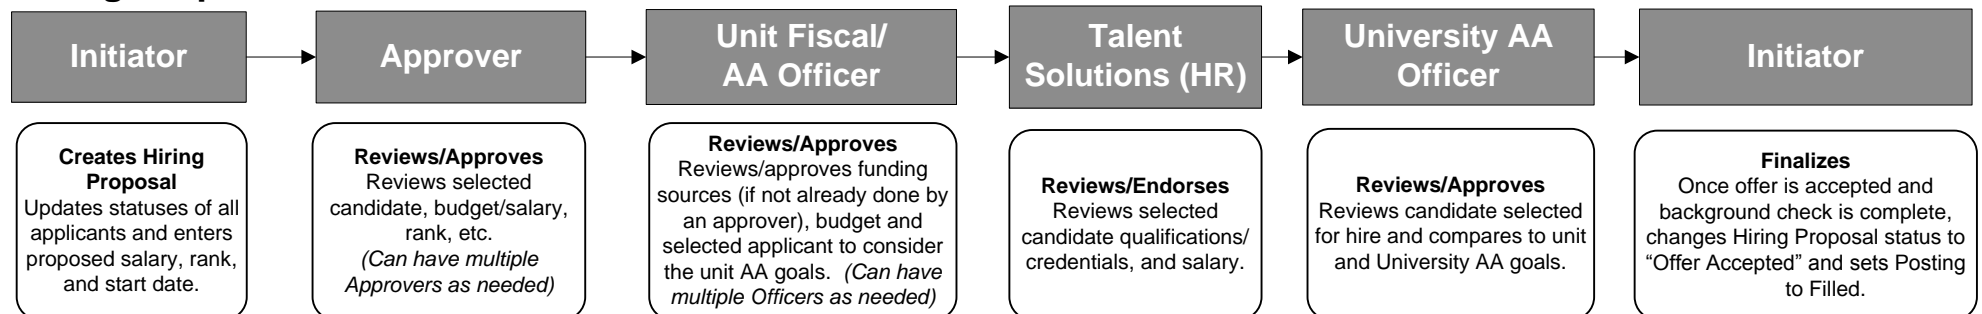 Initiator
Approver
Unit Fiscal/
AA Officer
Talent
Solutions (HR)
University AA
Officer
Initiator
Creates Hiring
Proposal
Updates statuses of all
applicants and enters
proposed salary, rank,
and start date.
Reviews/Approves
Reviews selected
candidate, budget/salary,
rank, etc.
(Can have multiple
Approvers as needed)
Reviews/Approves
Reviews/approves funding
sources (if not already done by
an approver), budget and
selected applicant to consider
the unit AA goals.  (Can have
multiple Officers as needed)
Reviews/Endorses
Reviews selected
candidate qualifications/
credentials, and salary.
Reviews/Approves
Reviews candidate selected
for hire and compares to unit
and University AA goals.
Finalizes
Once offer is accepted and
background check is complete,
changes Hiring Proposal status to
“Offer Accepted” and sets Posting
to Filled.